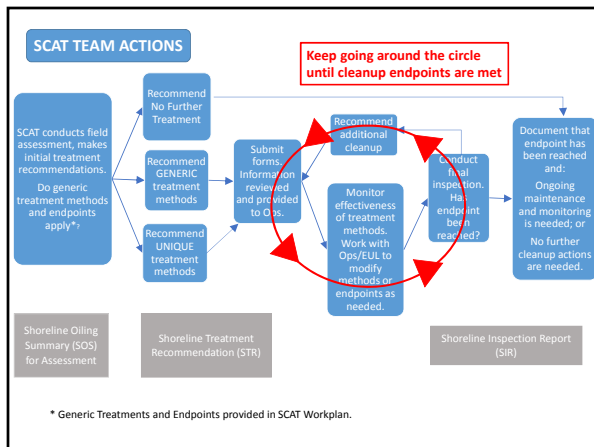 SCAT TEAM ACTIONS
Keep going around the circle
until cleanup endpoints are met
SCAT conducts field
assessment, makes
initial treatment
recommendations.
Do generic
treatment methods
and endpoints
apply*?
Recommend
No Further
Treatment
Recommend
GENERIC
treatment
methods
Recommend
UNIQUE
treatment
methods
Submit
forms.
Information
reviewed
and provided
to Ops.
Recommend
additional
cleanup
Monitor
effectiveness of
treatment methods.
Work with
Ops/EUL to
modify
methods or
endpoints as
needed.
Conduct
final
inspection.
Has
endpoint
been
reached?
Document that
endpoint has
been reached
and:
Ongoing
maintenance
and monitoring
is needed; or
No further
cleanup actions
are needed.
Shoreline Oiling
Summary (SOS)
for Assessment
Shoreline Treatment
Recommendation (STR)
Shoreline Inspection Report
(SIR)
* Generic Treatments and Endpoints provided in SCAT Workplan.